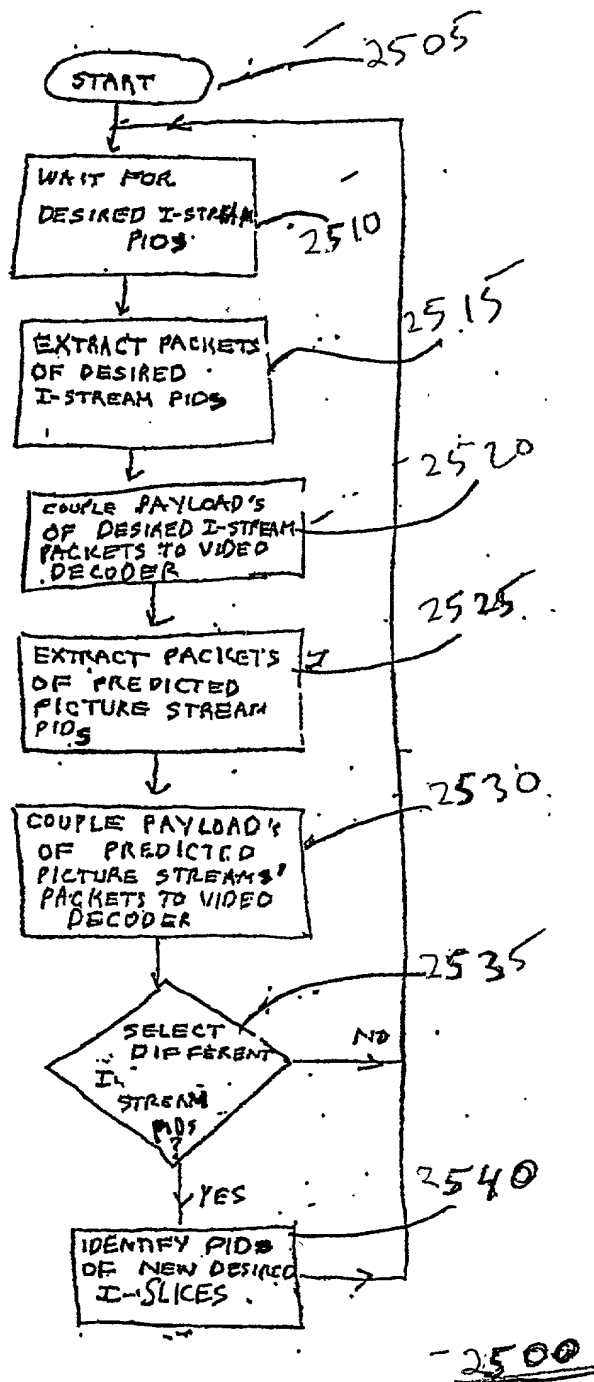 2505
START
WAIT FOR
DESIRED I-STREAM
PIDS
2510
2515
EXTRACT PACKETS
OF DESIRED
I-STREAM PIDS
2520
COUPLE PAYLOAD'S
OF DESIRED I-STREAM
PACKETS TO VIDEO
DECODER
2525
EXTRACT PACKETS
OF PREDICTED
PICTURE STREAM
PIDS
2530
COUPLE PAYLOAD'S
OF PREDICTED
PICTURE STREAMS'
PACKETS TO VIDEO
DECODER
2535
SELECT
DIFFERENT
I-
STREAM
PIDS
?
NO
YES
2540
IDENTIFY PIDS
OF NEW DESIRED
I-SLICES
2500